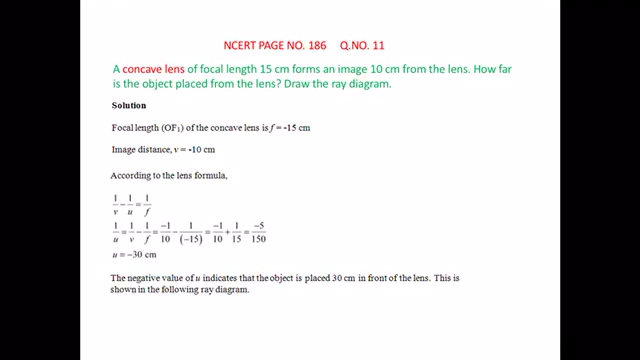 NCERT PAGE NO. 186 Q.NO. 11
A concave lens of focal length 15 cm forms an image 10 cm from the lens. How far
is the object placed from the lens? Draw the ray diagram.
Solution
Focal length (OF₁) of the concave lens is f = -15 cm
Image distance, v = -10 cm
According to the lens formula,
1/v − 1/u = 1/f
1/u = 1/v − 1/f = −1/10 − 1/(−15) = −1/10 + 1/15 = −5/150
u = −30 cm
The negative value of u indicates that the object is placed 30 cm in front of the lens. This is
shown in the following ray diagram.